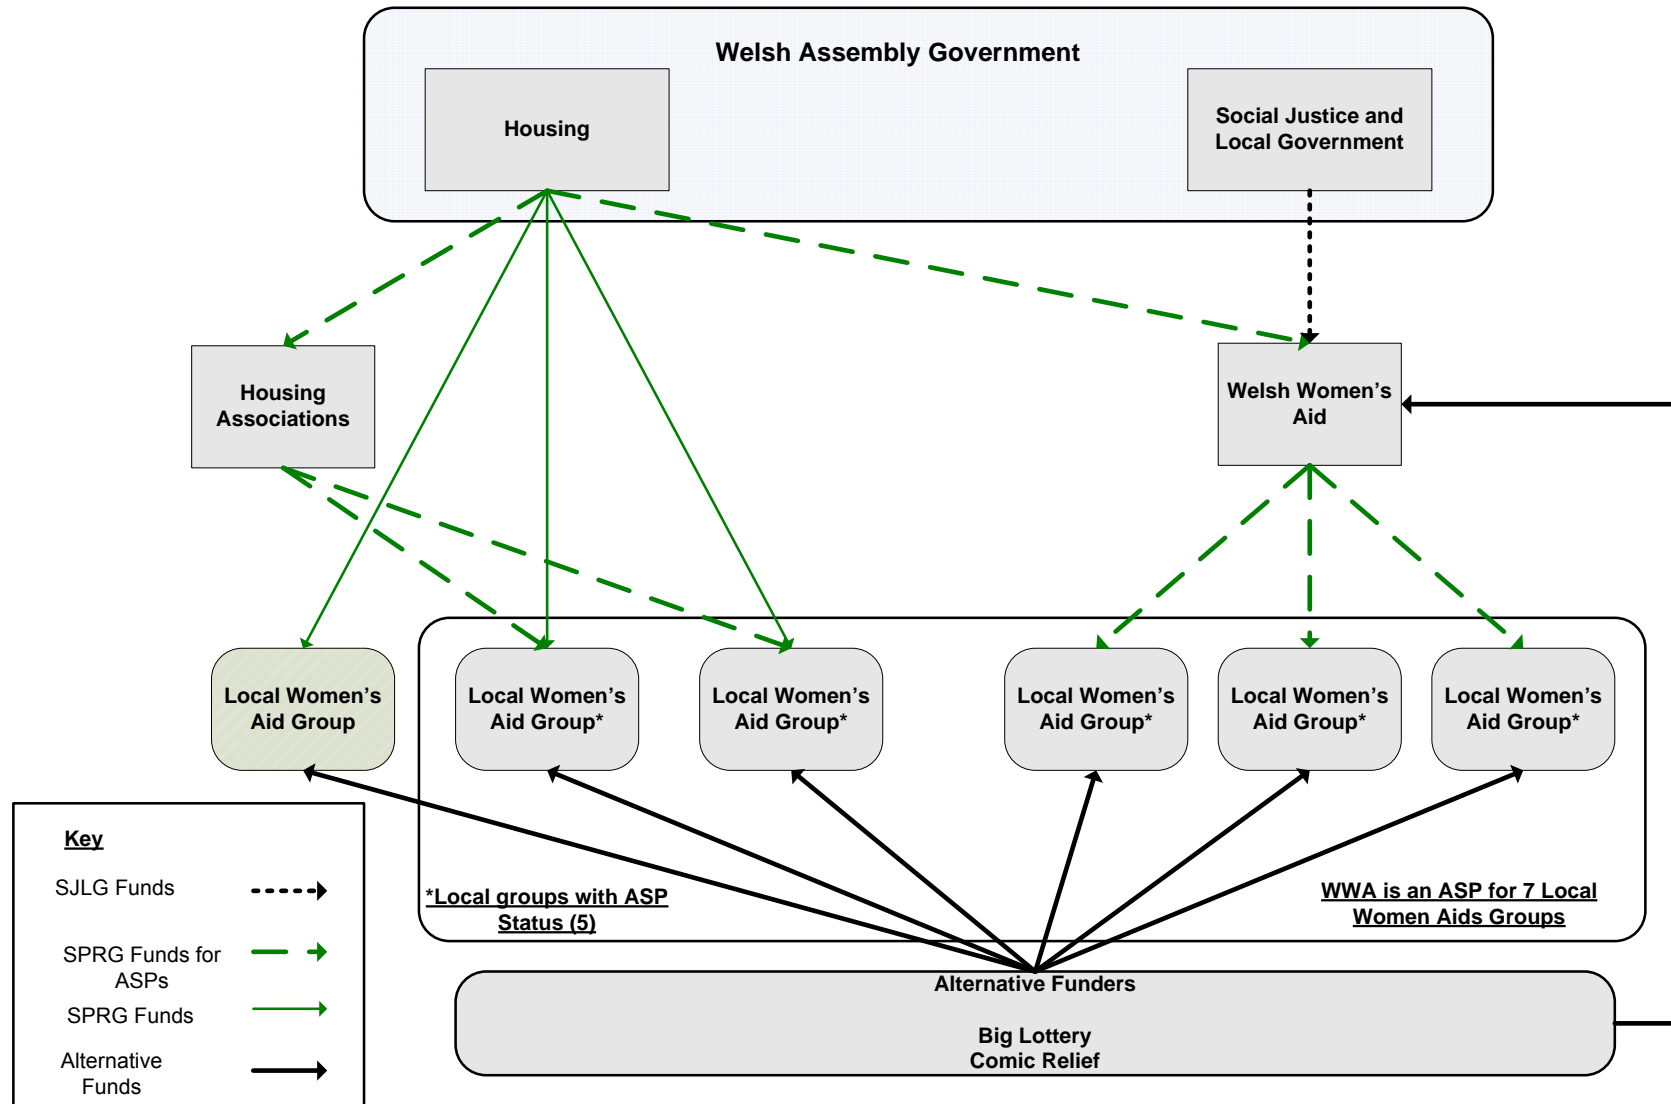 Welsh Assembly Government
Housing
Social Justice and
Local Government
Housing
Associations
Welsh Women's
Aid
Local Women's
Aid Group
Local Women's
Aid Group*
Local Women's
Aid Group*
Local Women's
Aid Group*
Local Women's
Aid Group*
Local Women's
Aid Group*
Key
SJLG Funds
SPRG Funds for
ASPs
SPRG Funds
Alternative
Funds
*Local groups with ASP
Status (5)
WWA is an ASP for 7 Local
Women Aids Groups
Alternative Funders
Big Lottery
Comic Relief